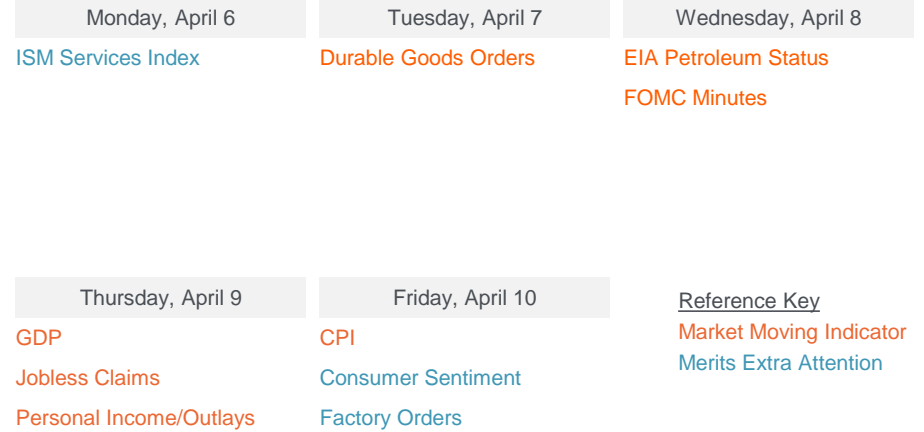 Monday, April 6
ISM Services Index
Tuesday, April 7
Durable Goods Orders
Wednesday, April 8
EIA Petroleum Status
FOMC Minutes
Thursday, April 9
GDP
Jobless Claims
Personal Income/Outlays
Friday, April 10
CPI
Consumer Sentiment
Factory Orders
Reference Key
Market Moving Indicator
Merits Extra Attention